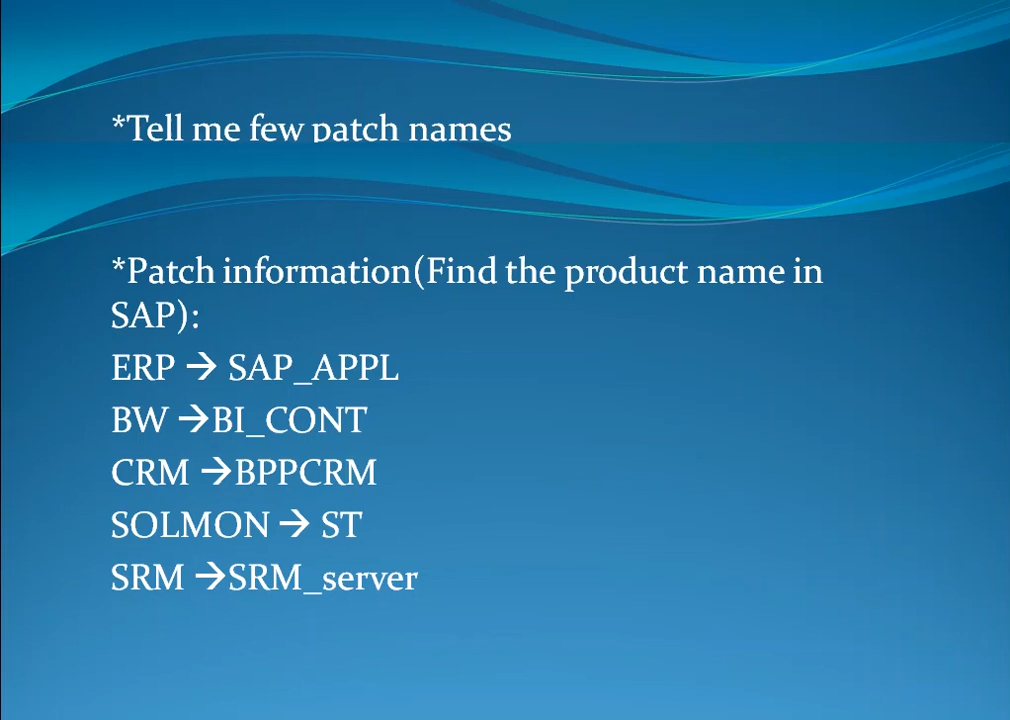 *Tell me few patch names
*Patch information(Find the product name in
SAP):
ERP → SAP_APPL
BW →BI_CONT
CRM →BPPCRM
SOLMON → ST
SRM →SRM_server